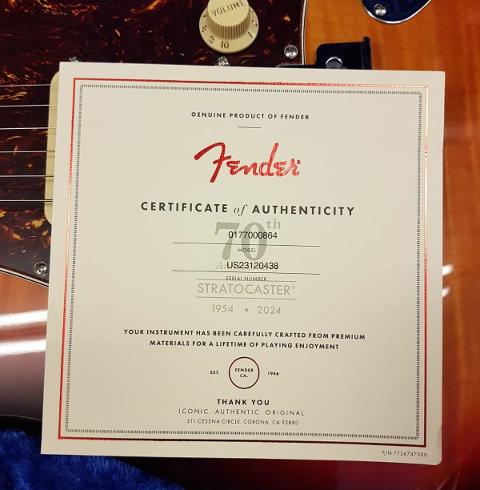 VOLUME
10
GENUINE PRODUCT OF FENDER
Fender
CERTIFICATE of AUTHENTICITY
70th
0177000864
MODEL
US23120438
SERIAL NUMBER
STRATOCASTER
1954 • 2024
YOUR INSTRUMENT HAS BEEN CAREFULLY CRAFTED FROM PREMIUM
MATERIALS FOR A LIFETIME OF PLAYING ENJOYMENT
EST. FENDER CA. 1946
THANK YOU
ICONIC. AUTHENTIC. ORIGINAL.
311 CESSNA CIRCLE, CORONA, CA 92880
P/N 7726747000